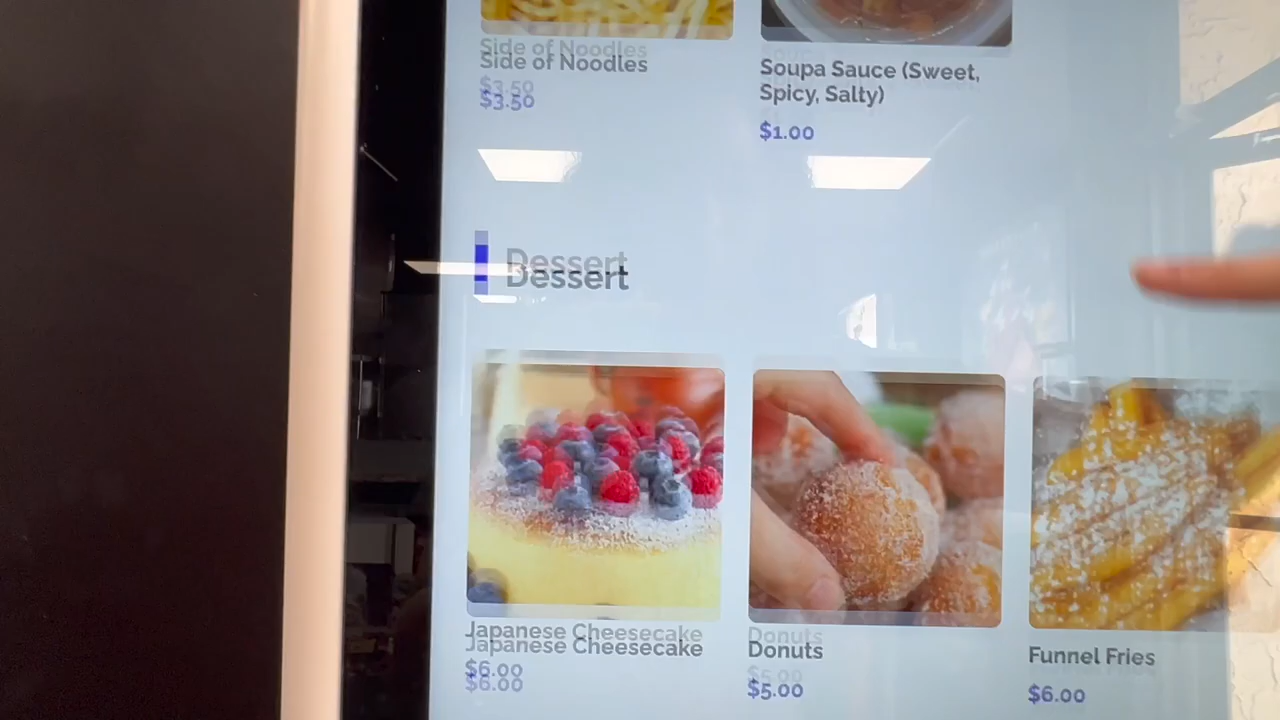 Side of Noodles
$3.50
Soupa Sauce (Sweet,
Spicy, Salty)
$1.00
Dessert
Japanese Cheesecake
$6.00
Donuts
$5.00
Funnel Fries
$6.00